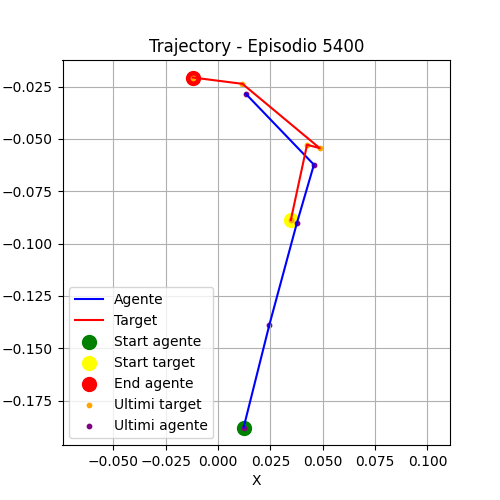 Trajectory - Episodio 5400
−0.025
−0.050
−0.075
−0.100
−0.125
−0.150
−0.175
Agente
Target
Start agente
Start target
End agente
Ultimi target
Ultimi agente
−0.050
−0.025
0.000
0.025
0.050
0.075
0.100
X